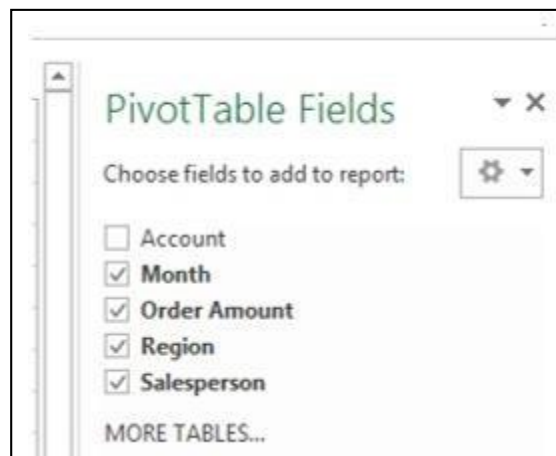 PivotTable Fields
Choose fields to add to report:
Account
Month
Order Amount
Region
Salesperson
MORE TABLES...